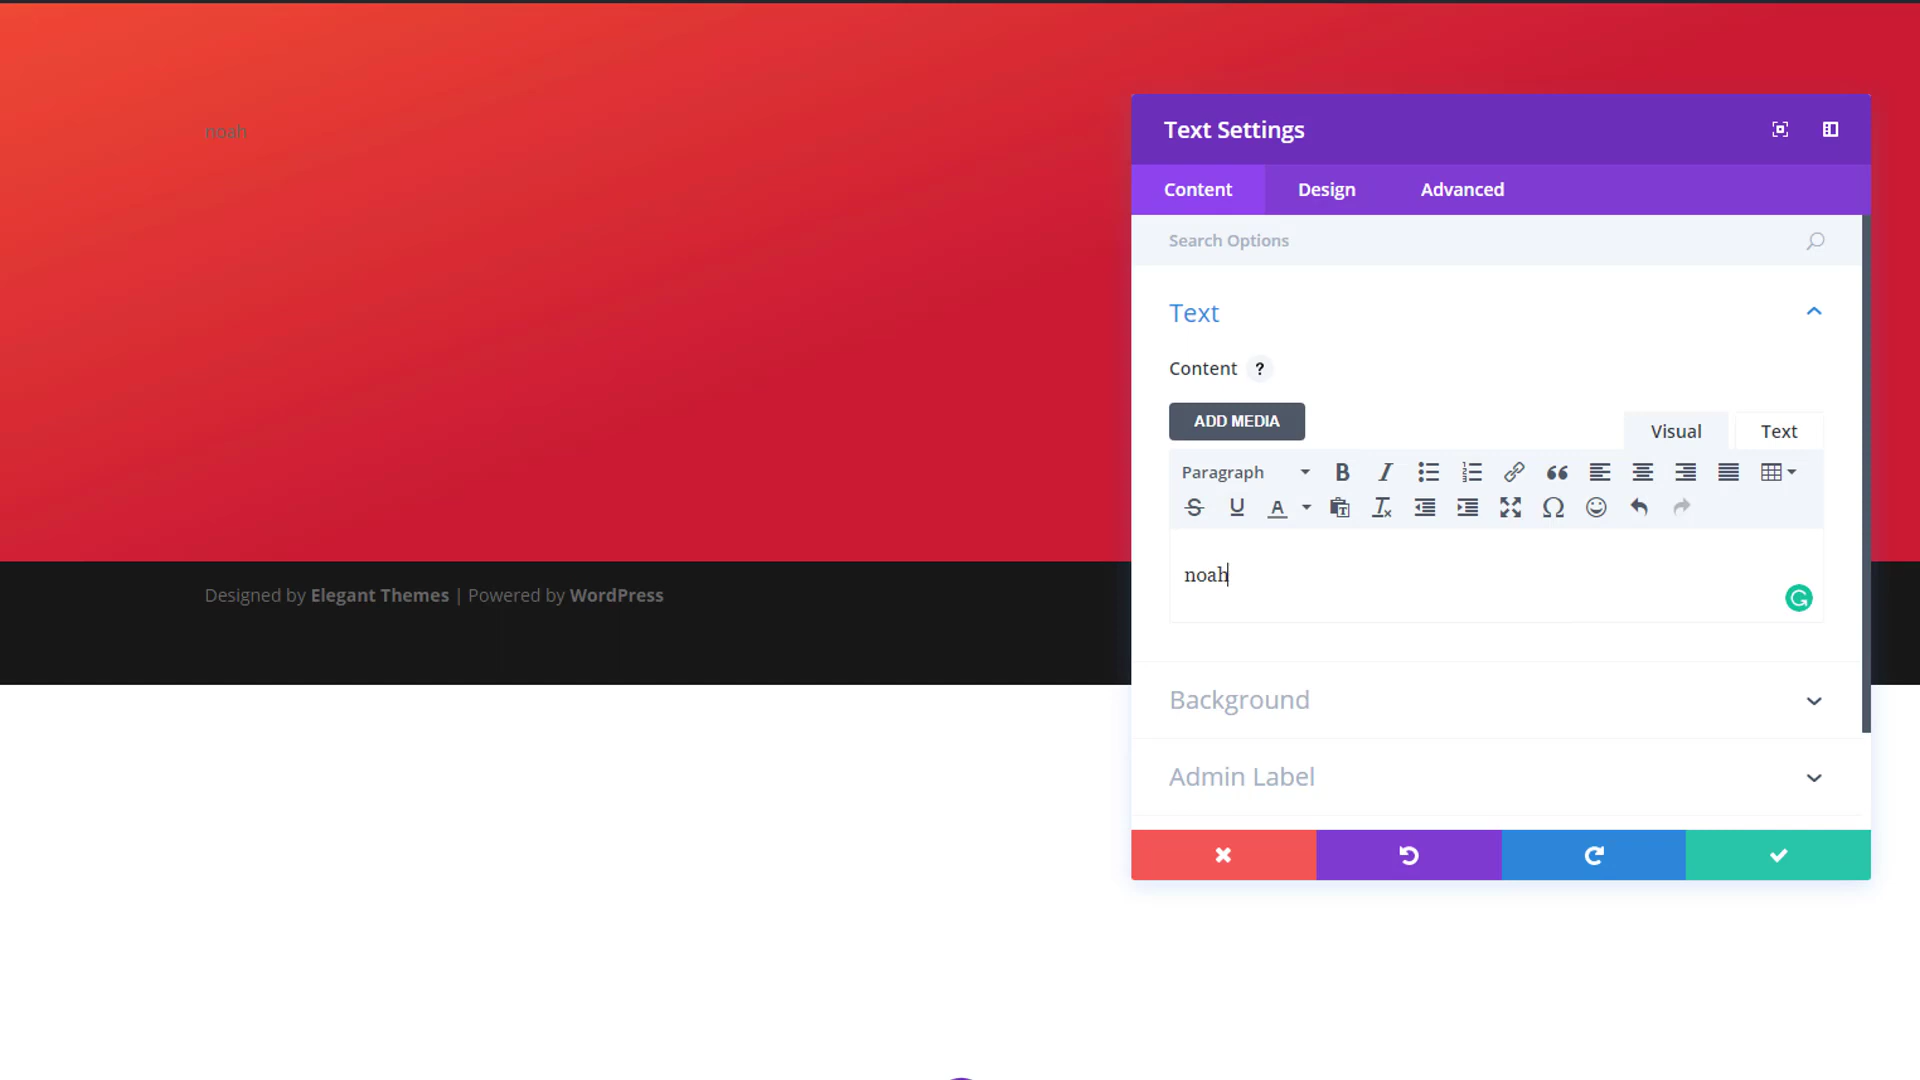 noah
Text Settings
Content Design Advanced
Search Options
Text
Content ?
ADD MEDIA
Visual Text
Paragraph
noah
Designed by Elegant Themes | Powered by WordPress
Background
Admin Label